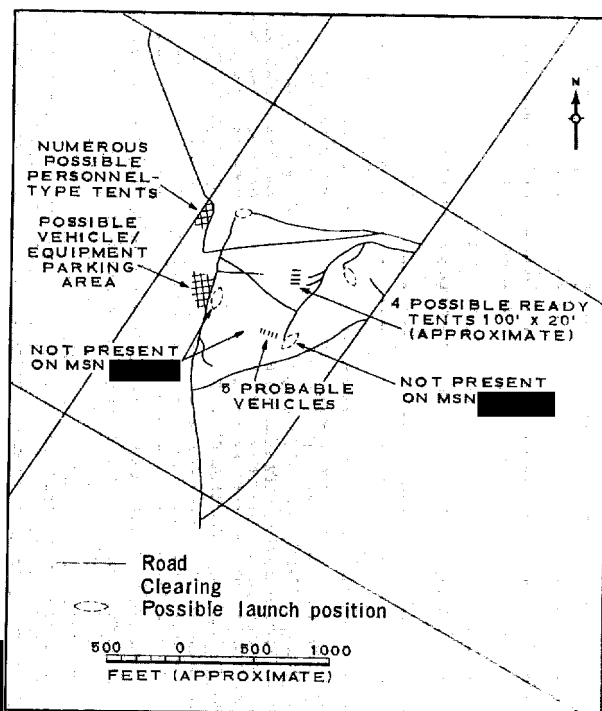 N
NUMEROUS
POSSIBLE
PERSONNEL-
TYPE TENTS
POSSIBLE
VEHICLE/
EQUIPMENT
PARKING
AREA
4 POSSIBLE READY
TENTS 100' X 20'
(APPROXIMATE)
NOT PRESENT
ON MSN
5 PROBABLE
VEHICLES
NOT PRESENT
ON MSN
Road
Clearing
Possible launch position
500 0 500 1000
FEET (APPROXIMATE)